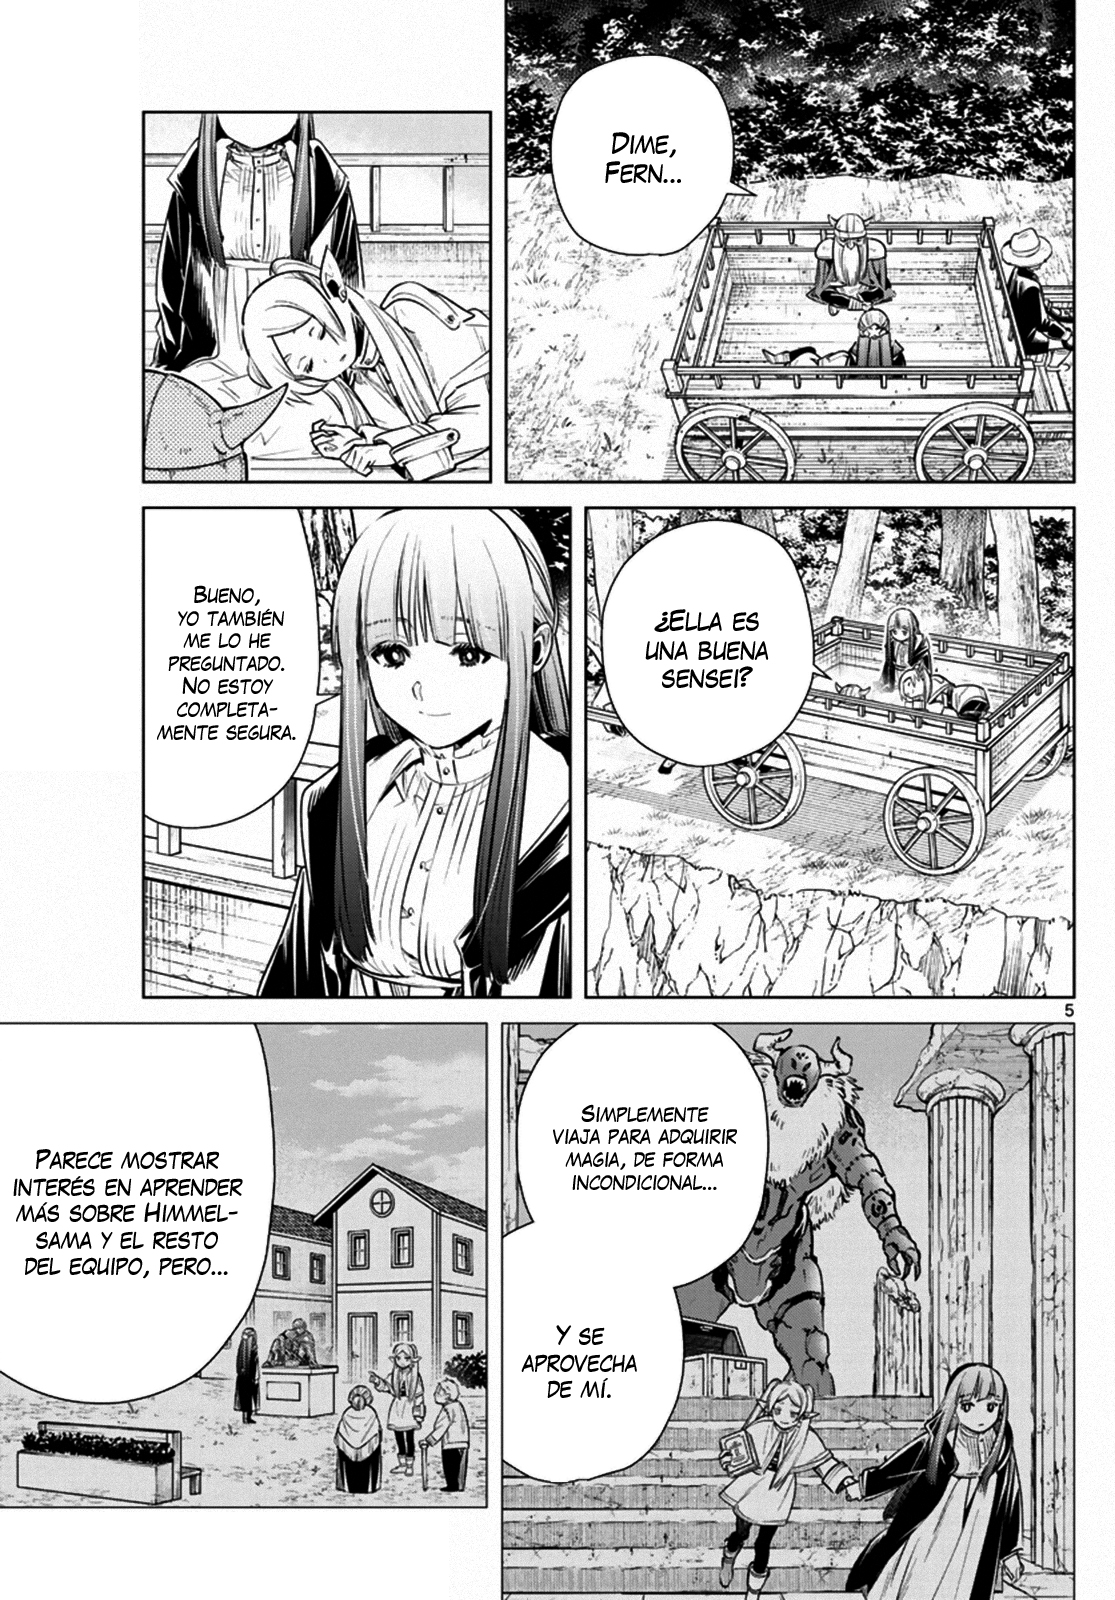 DIME,
FERN...
¿ELLA ES
UNA BUENA
SENSEI?
BUENO,
YO TAMBIÉN
ME LO HE
PREGUNTADO.
NO ESTOY
COMPLETA-
MENTE SEGURA.
5
SIMPLEMENTE
VIAJA PARA ADQUIRIR
MAGIA, DE FORMA
INCONDICIONAL...
Y SE
APROVECHA
DE MÍ.
PARECE MOSTRAR
INTERÉS EN APRENDER
MÁS SOBRE HIMMEL-
SAMA Y EL RESTO
DEL EQUIPO, PERO...